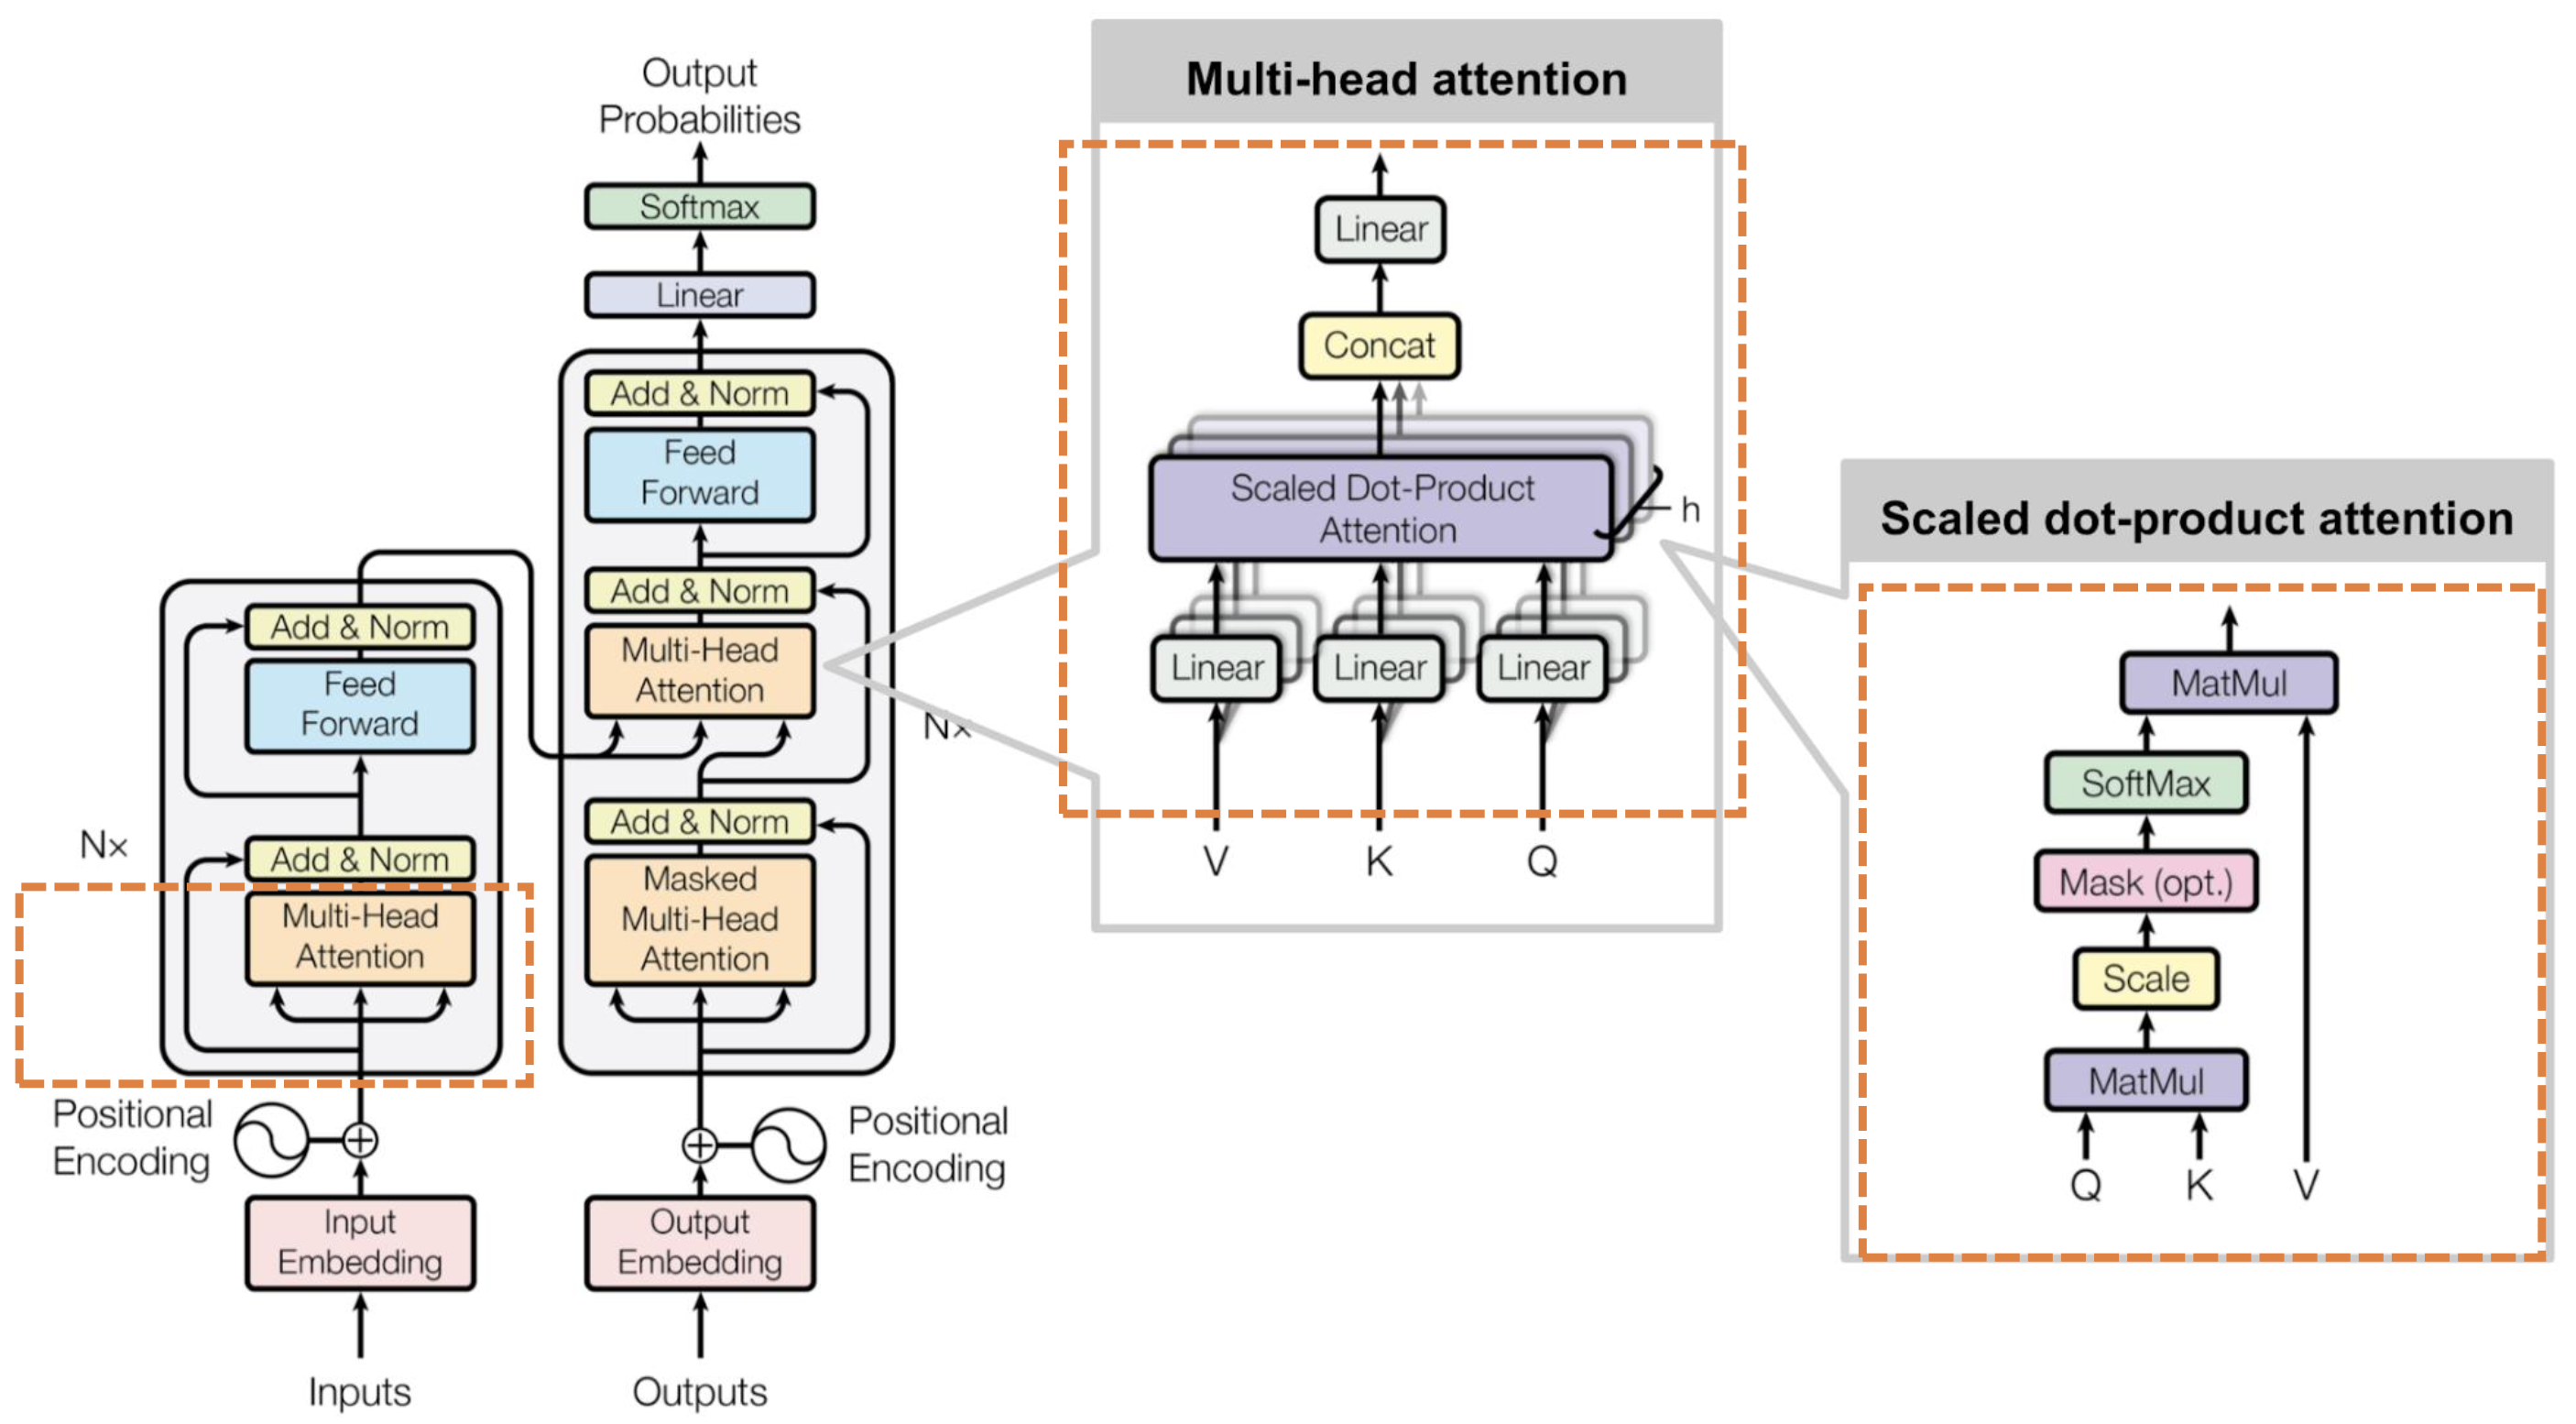 Output
Probabilities
Softmax
Linear
Add & Norm
Feed
Forward
Add & Norm
Multi-Head
Attention
Add & Norm
Masked
Multi-Head
Attention
Nx
Positional
Encoding
Output
Embedding
Outputs
Add & Norm
Feed
Forward
Add & Norm
Multi-Head
Attention
Nx
Positional
Encoding
Input
Embedding
Inputs
Multi-head attention
Linear
Concat
Scaled Dot-Product
Attention
h
Linear Linear Linear
V K Q
Scaled dot-product attention
MatMul
SoftMax
Mask (opt.)
Scale
MatMul
Q K V